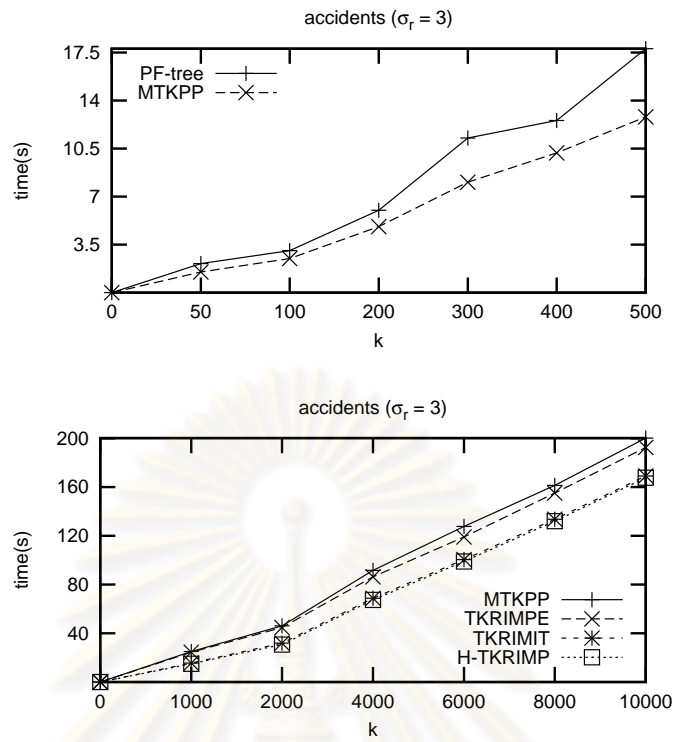 accidents (σr = 3)
17.5
14
10.5
7
3.5
time(s)
PF-tree
MTKPP
0 50 100 200 300 400 500
k
accidents (σr = 3)
200
160
120
80
40
time(s)
MTKPP
TKRIMPE
TKRIMIT
H-TKRIMP
0 1000 2000 4000 6000 8000 10000
k